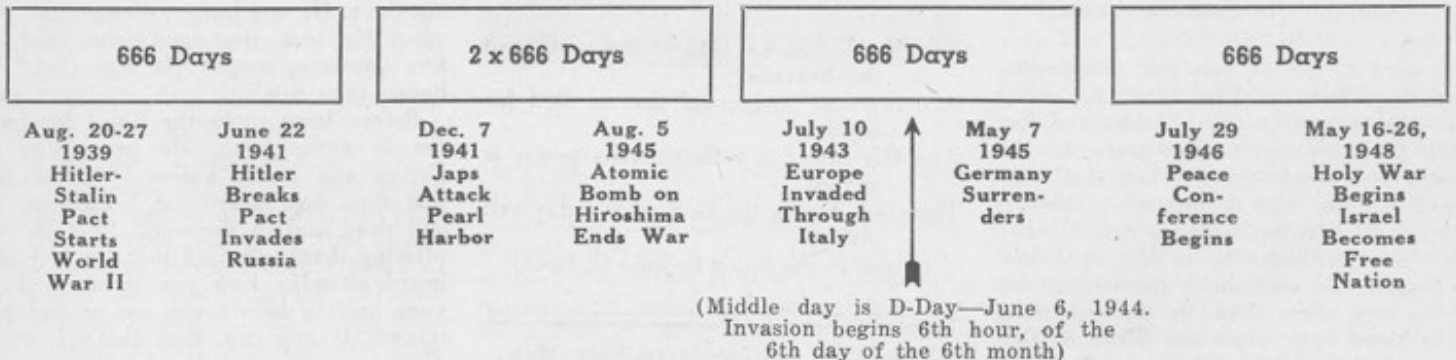 666 Days
2 x 666 Days
666 Days
666 Days
Aug. 20-27
1939
Hitler-
Stalin
Pact
Starts
World
War II
June 22
1941
Hitler
Breaks
Pact
Invades
Russia
Dec. 7
1941
Japs
Attack
Pearl
Harbor
Aug. 5
1945
Atomic
Bomb on
Hiroshima
Ends War
July 10
1943
Europe
Invaded
Through
Italy
May 7
1945
Germany
Surren-
ders
July 29
1946
Peace
Con-
ference
Begins
May 16-26,
1948
Holy War
Begins
Israel
Becomes
Free
Nation
(Middle day is D-Day—June 6, 1944.
Invasion begins 6th hour, of the
6th day of the 6th month)